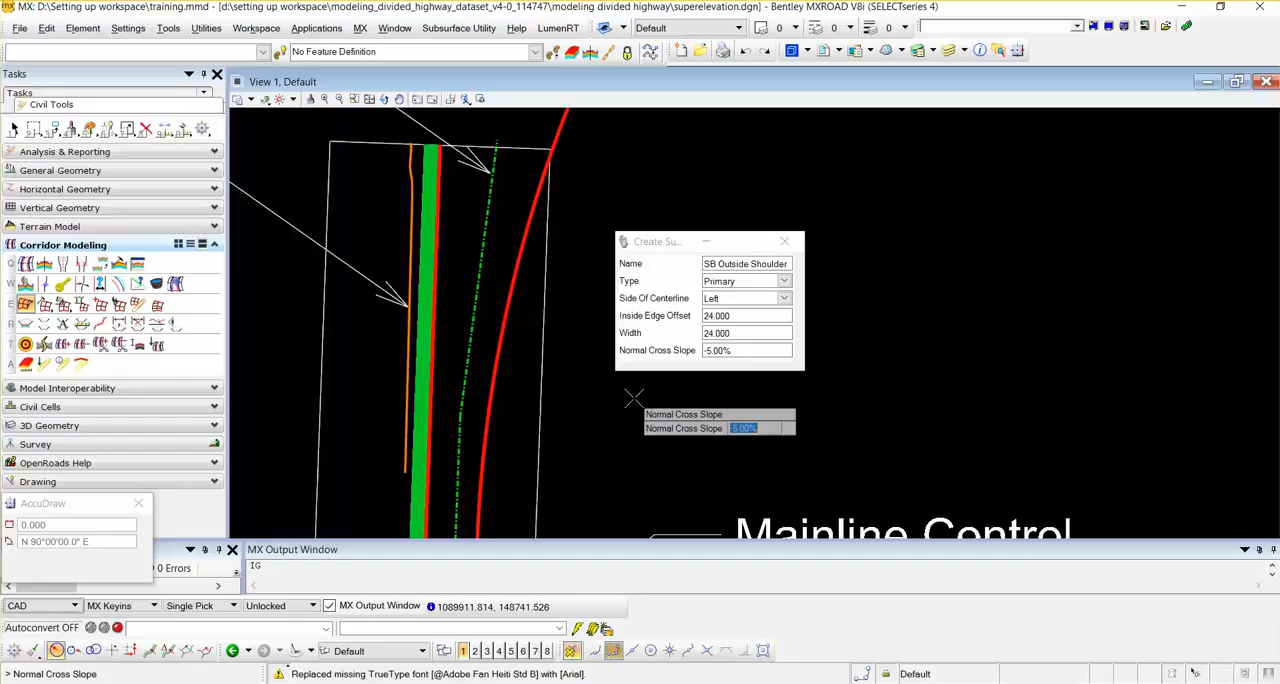 MX: D:\Setting up workspace\training.mmd - [d:\setting up workspace\modeling_divided_highway_dataset_v4-0_114747\modeling divided highway\superelevation.dgn] - Bentley MXROAD V8i (SELECTseries 4)
File Edit Element Settings Tools Utilities Workspace Applications MX Window Subsurface Utility Help LumenRT Default 0 0
No Feature Definition
Tasks
View 1, Default
Tasks
Civil Tools
Analysis & Reporting
General Geometry
Horizontal Geometry
Vertical Geometry
Terrain Model
Corridor Modeling
Q
W
E
R
T
A
Model Interoperability
Civil Cells
3D Geometry
Survey
OpenRoads Help
Drawing
Create Su...
Name SB Outside Shoulder
Type Primary
Side Of Centerline Left
Inside Edge Offset 24.000
Width 24.000
Normal Cross Slope -5.00%
Normal Cross Slope
Normal Cross Slope -5.00%
Mainline Control
AccuDraw
0.000
N 90°00'00.0" E
0 Errors
MX Output Window
IG
CAD MX Keyins Single Pick Unlocked MX Output Window 1089911.814, 148741.526
Autoconvert OFF
Default 1 2 3 4 5 6 7 8
> Normal Cross Slope Replaced missing TrueType font [@Adobe Fan Heiti Std B] with [Arial]. Default